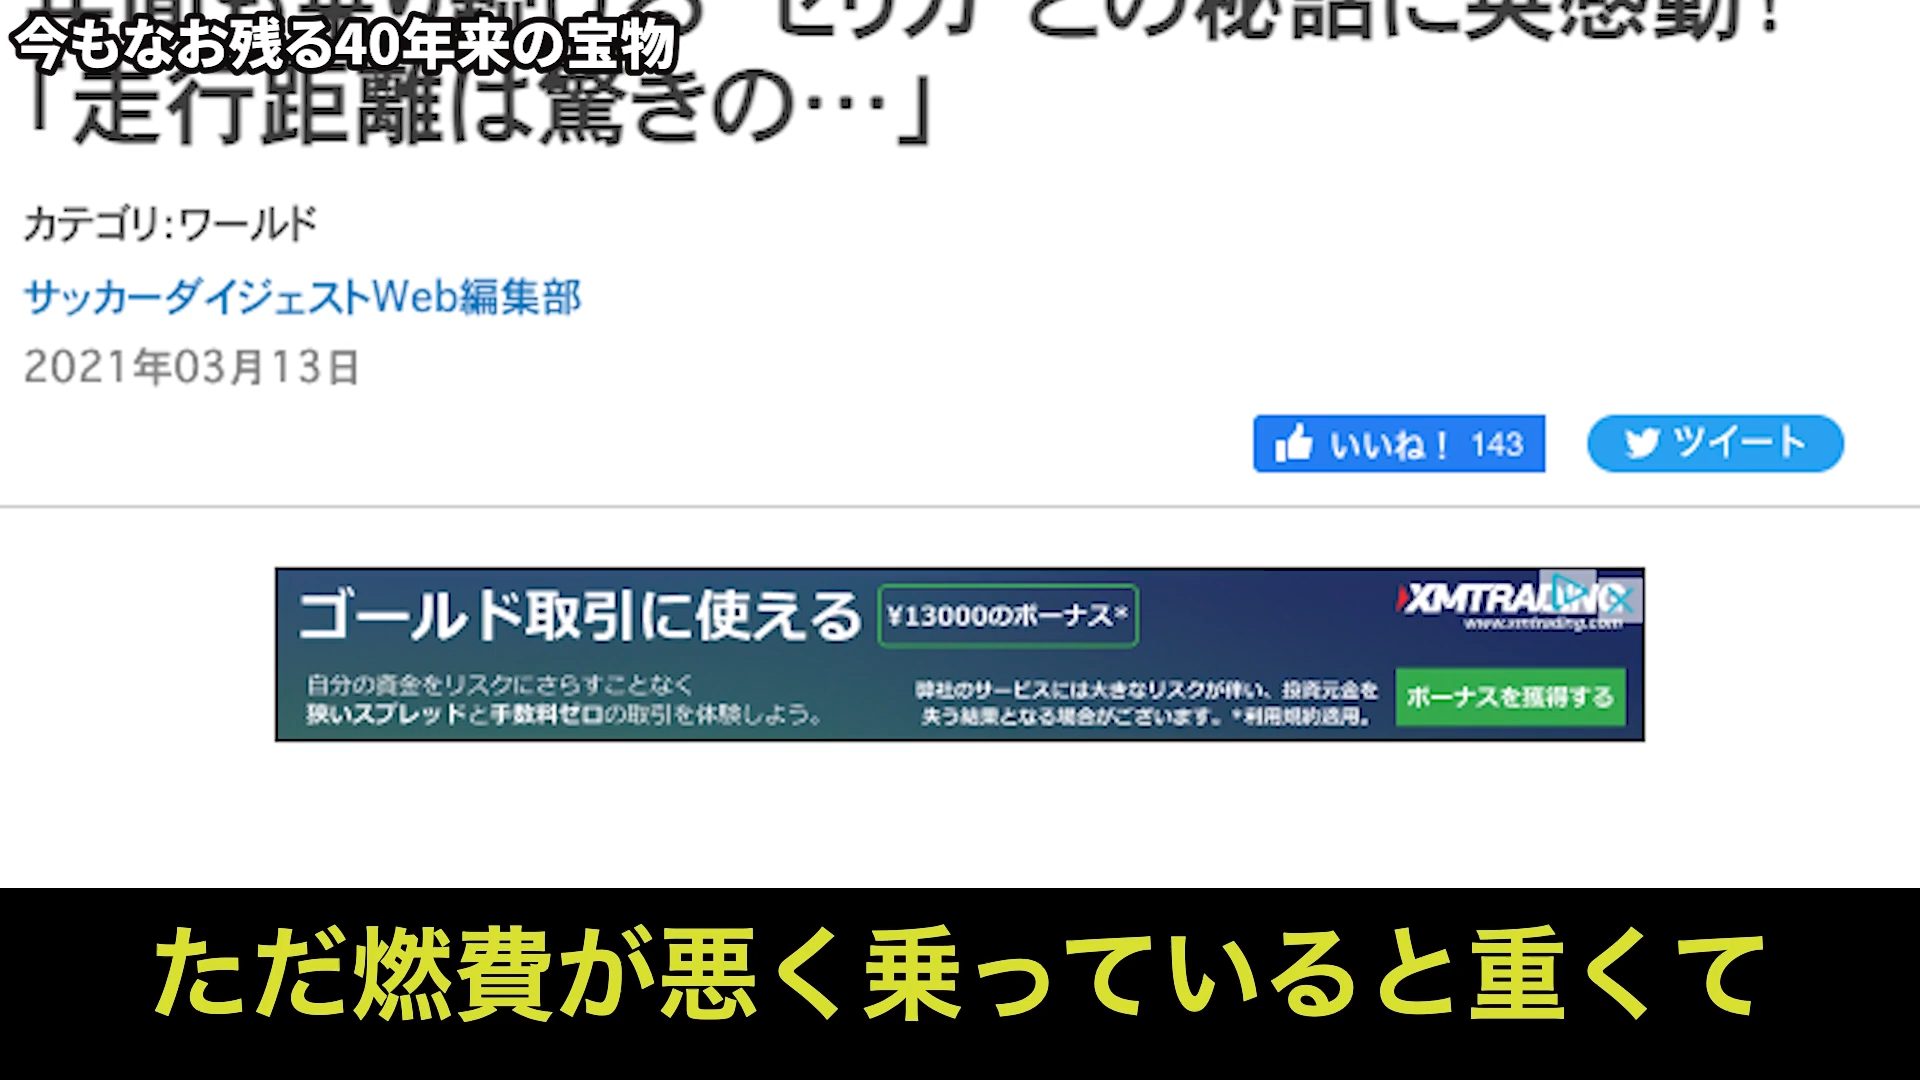 今もなお残る40年来の宝物
「走行距離は驚きの…」
カテゴリ:ワールド
サッカーダイジェストWeb編集部
2021年03月13日
いいね! 143
ツイート
ゴールド取引に使える
¥13000のボーナス*
XMTRADING
www.xmtrading.com
自分の資金をリスクにさらすことなく
狭いスプレッドと手数料ゼロの取引を体験しよう。
弊社のサービスには大きなリスクが伴い、投資元金を
失う結果となる場合がございます。*利用規約適用。
ボーナスを獲得する
ただ燃費が悪く乗っていると重くて